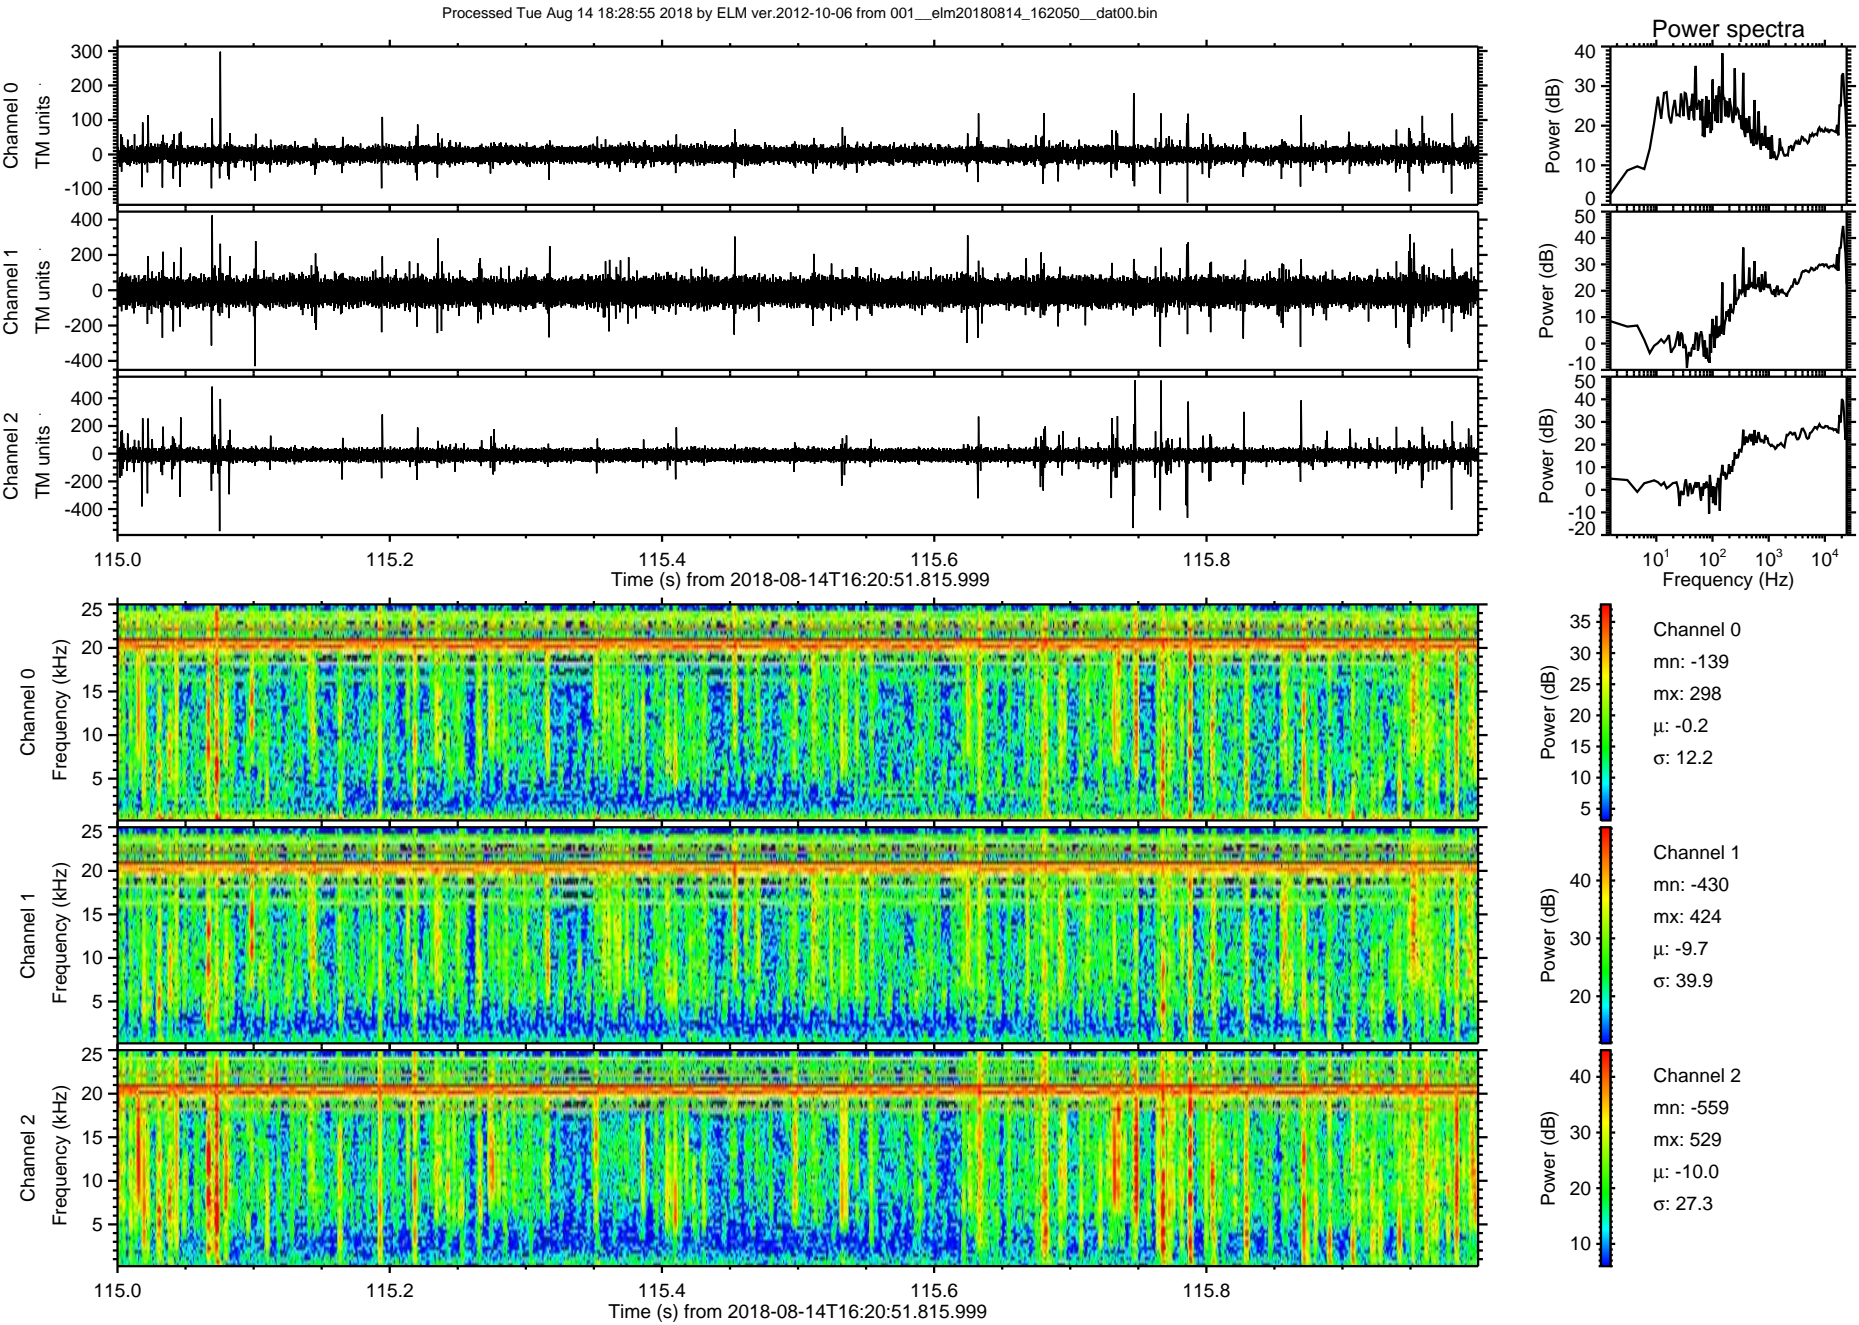 Processed Tue Aug 14 18:28:55 2018 by ELM ver.2012-10-06 from 001__elm20180814_162050__dat00.bin
Power spectra
Channel 0
TM units
300
200
100
0
-100
Power (dB)
40
30
20
10
0
Channel 1
TM units
400
200
0
-200
-400
Power (dB)
50
40
30
20
10
0
-10
Channel 2
TM units
400
200
0
-200
-400
Power (dB)
50
40
30
20
10
0
-10
-20
115.0 115.2 115.4 115.6 115.8
Time (s) from 2018-08-14T16:20:51.815.999
10^1 10^2 10^3 10^4
Frequency (Hz)
Channel 0
Frequency (kHz)
25
20
15
10
5
Power (dB)
35
30
25
20
15
10
5
Channel 0
mn: -139
mx: 298
μ: -0.2
σ: 12.2
Channel 1
Frequency (kHz)
25
20
15
10
5
Power (dB)
40
30
20
Channel 1
mn: -430
mx: 424
μ: -9.7
σ: 39.9
Channel 2
Frequency (kHz)
25
20
15
10
5
Power (dB)
40
30
20
10
Channel 2
mn: -559
mx: 529
μ: -10.0
σ: 27.3
115.0 115.2 115.4 115.6 115.8
Time (s) from 2018-08-14T16:20:51.815.999